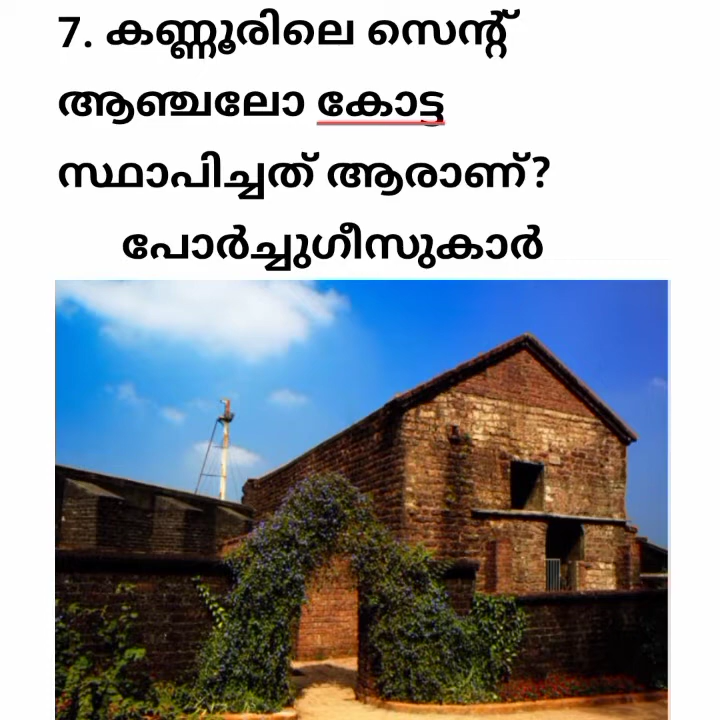 7. കണ്ണൂരിലെ സെന്റ്
ആഞ്ചലോ കോട്ട
സ്ഥാപിച്ചത് ആരാണ്?
പോർച്ചുഗീസുകാർ